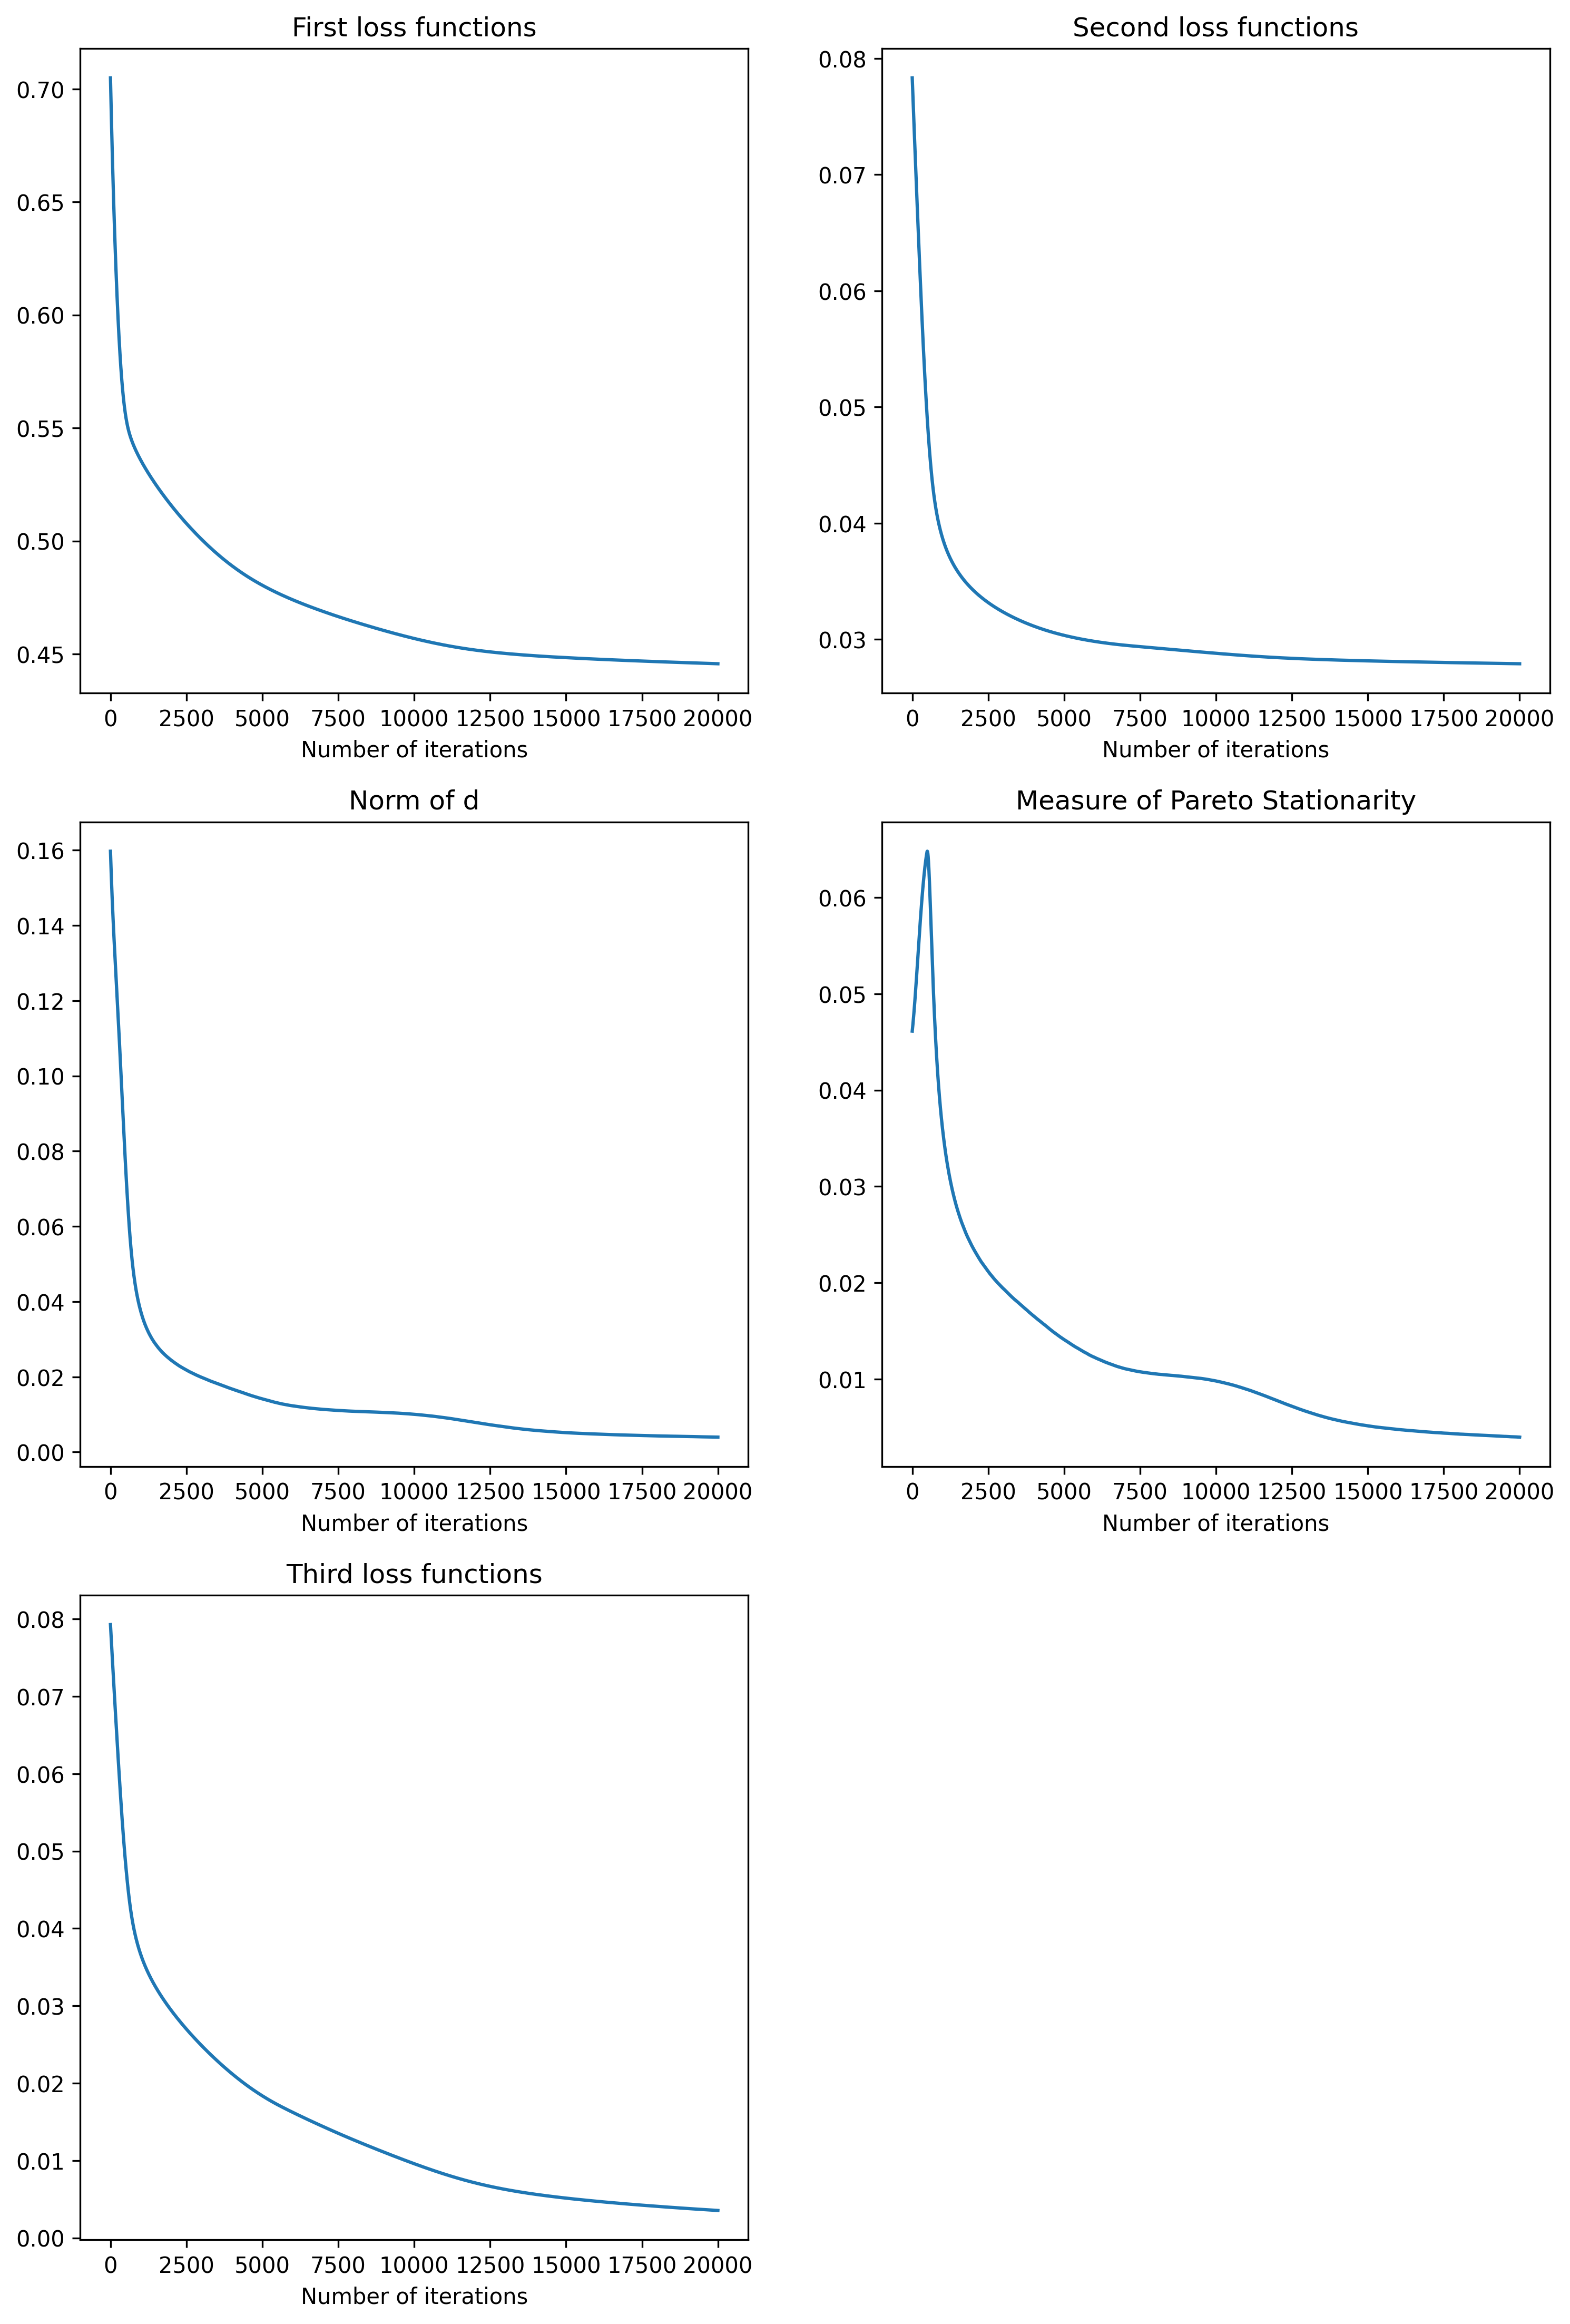 First loss functions
0.70
0.65
0.60
0.55
0.50
0.45
0 2500 5000 7500 10000 12500 15000 17500 20000
Number of iterations
Second loss functions
0.08
0.07
0.06
0.05
0.04
0.03
0 2500 5000 7500 10000 12500 15000 17500 20000
Number of iterations
Norm of d
0.16
0.14
0.12
0.10
0.08
0.06
0.04
0.02
0.00
0 2500 5000 7500 10000 12500 15000 17500 20000
Number of iterations
Measure of Pareto Stationarity
0.06
0.05
0.04
0.03
0.02
0.01
0 2500 5000 7500 10000 12500 15000 17500 20000
Number of iterations
Third loss functions
0.08
0.07
0.06
0.05
0.04
0.03
0.02
0.01
0.00
0 2500 5000 7500 10000 12500 15000 17500 20000
Number of iterations